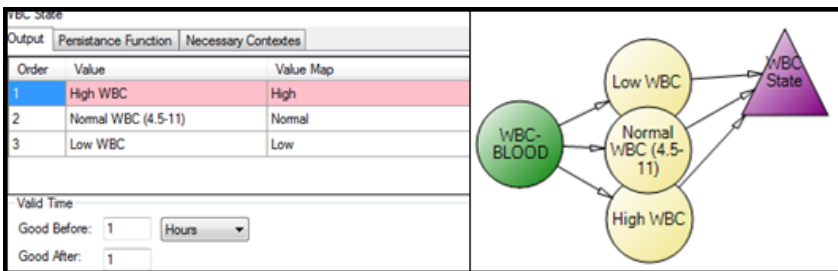 WBC State
Output Persistance Function Necessary Contextes
Order Value Value Map
1 High WBC High
2 Normal WBC (4.5-11) Normal
3 Low WBC Low
Valid Time
Good Before: 1 Hours
Good After: 1
WBC-
BLOOD
Low WBC
Normal
WBC (4.5-
11)
High WBC
WBC
State